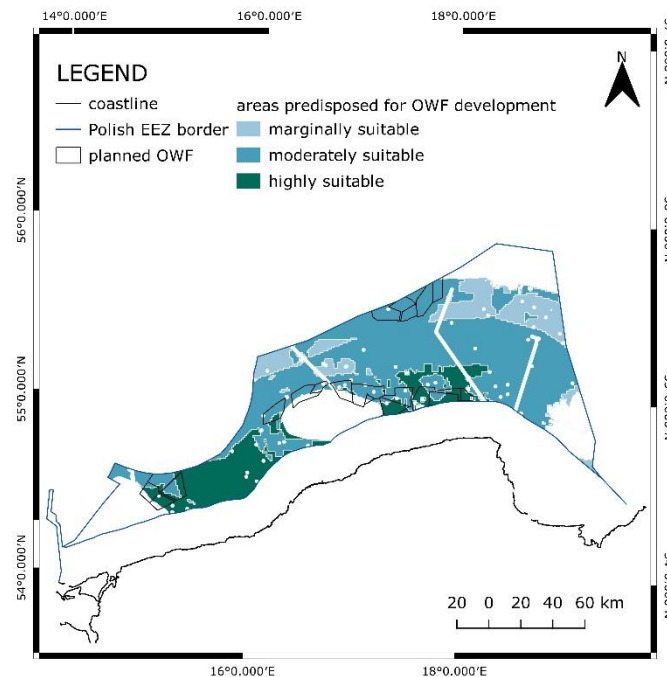 14°0.000'E 16°0.000'E 18°0.000'E
N
LEGEND
coastline
Polish EEZ border
planned OWF
areas predisposed for OWF development
marginally suitable
moderately suitable
highly suitable
56°0.000'N
55°0.000'N
54°0.000'N
20 0 20 40 60 km
16°0.000'E 18°0.000'E